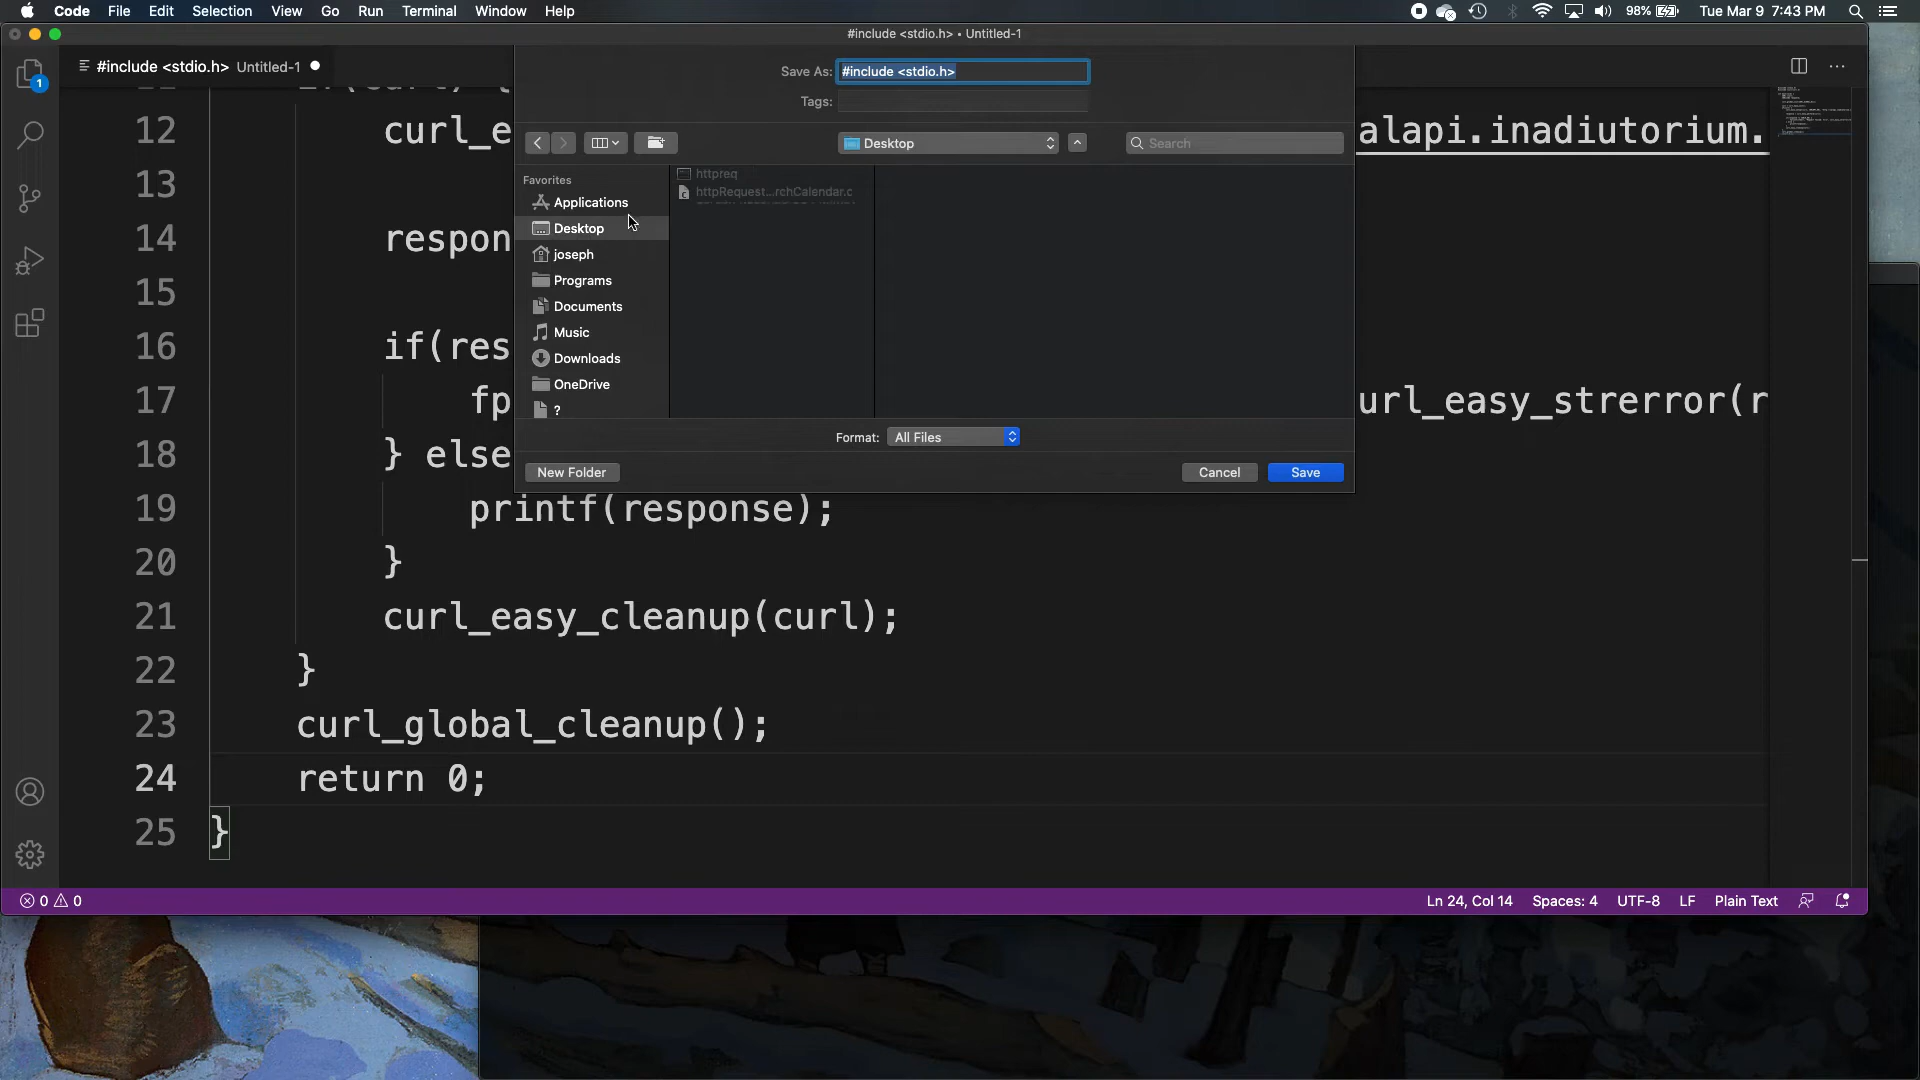 Code File Edit Selection View Go Run Terminal Window Help 98% Tue Mar 9 7:43 PM
#include <stdio.h> • Untitled-1
#include <stdio.h> Untitled-1
Save As: #include <stdio.h>
Tags:
Desktop
Search
Favorites
Applications
Desktop
joseph
Programs
Documents
Music
Downloads
OneDrive
?
httpreq
httpRequest...rchCalendar.c
Format: All Files
New Folder Cancel Save
1
12 curl_e alapi.inadiutorium.
13
14 respon
15
16 if(res
17 fp url_easy_strerror(r
18 } else
19 printf(response);
20 }
21 curl_easy_cleanup(curl);
22 }
23 curl_global_cleanup();
24 return 0;
25 }
0 0 Ln 24, Col 14 Spaces: 4 UTF-8 LF Plain Text